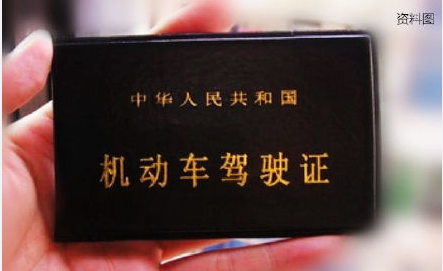 资料图
中华人民共和国
机动车驾驶证